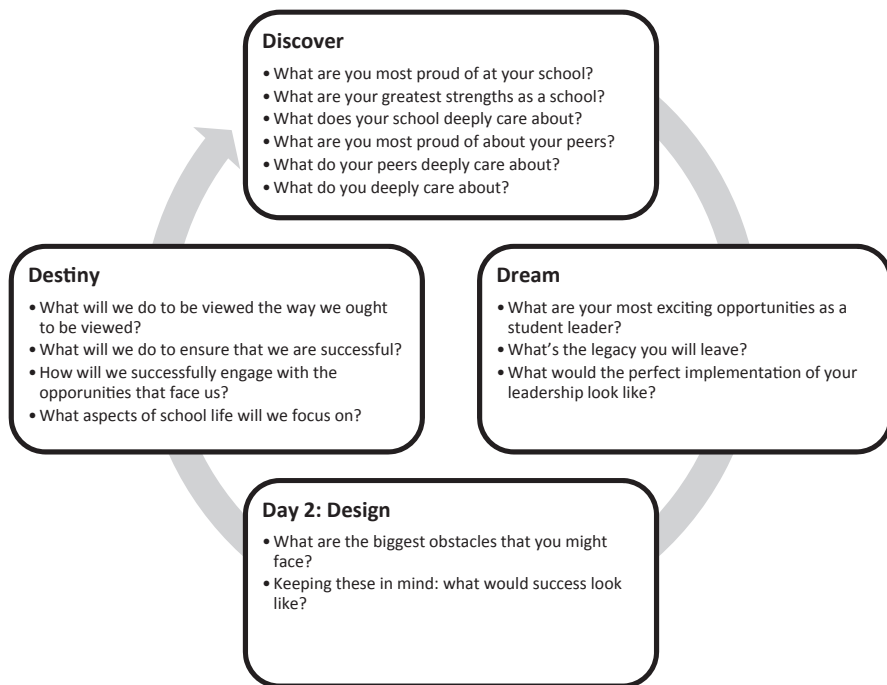 Discover
• What are you most proud of at your school?
• What are your greatest strengths as a school?
• What does your school deeply care about?
• What are you most proud of about your peers?
• What do your peers deeply care about?
• What do you deeply care about?
Dream
• What are your most exciting opportunities as a
student leader?
• What's the legacy you will leave?
• What would the perfect implementation of your
leadership look like?
Day 2: Design
• What are the biggest obstacles that you might
face?
• Keeping these in mind: what would success look
like?
Destiny
• What will we do to be viewed the way we ought
to be viewed?
• What will we do to ensure that we are successful?
• How will we successfully engage with the
opporunities that face us?
• What aspects of school life will we focus on?